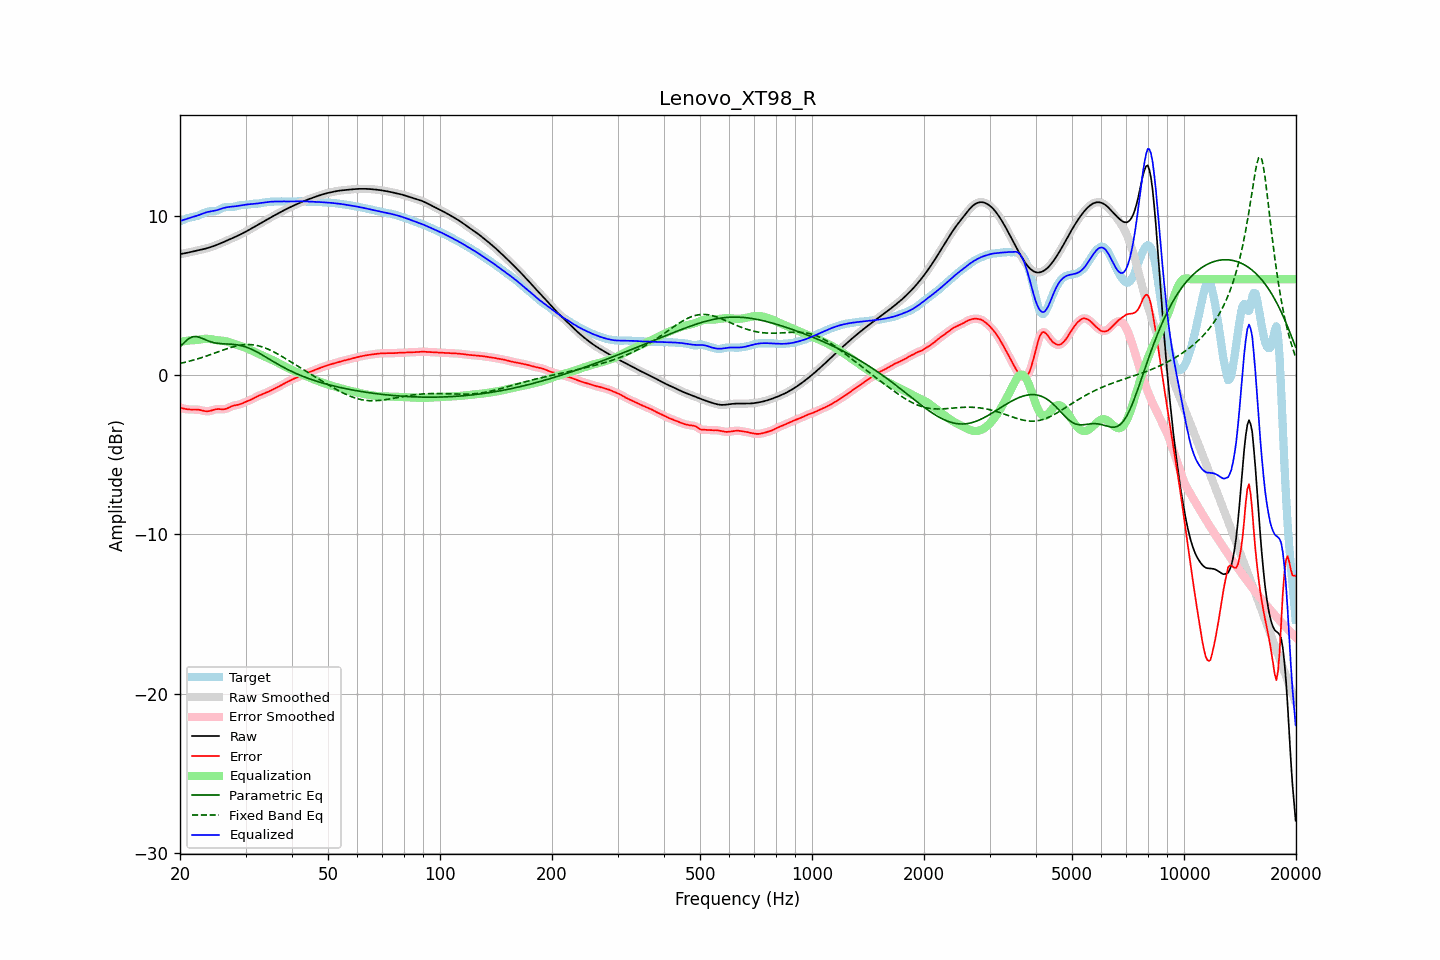 Lenovo_XT98_R
Amplitude (dBr)
10
0
−10
−20
−30
Target
Raw Smoothed
Error Smoothed
Raw
Error
Equalization
Parametric Eq
Fixed Band Eq
Equalized
20 50 100 200 500 1000 2000 5000 10000 20000
Frequency (Hz)